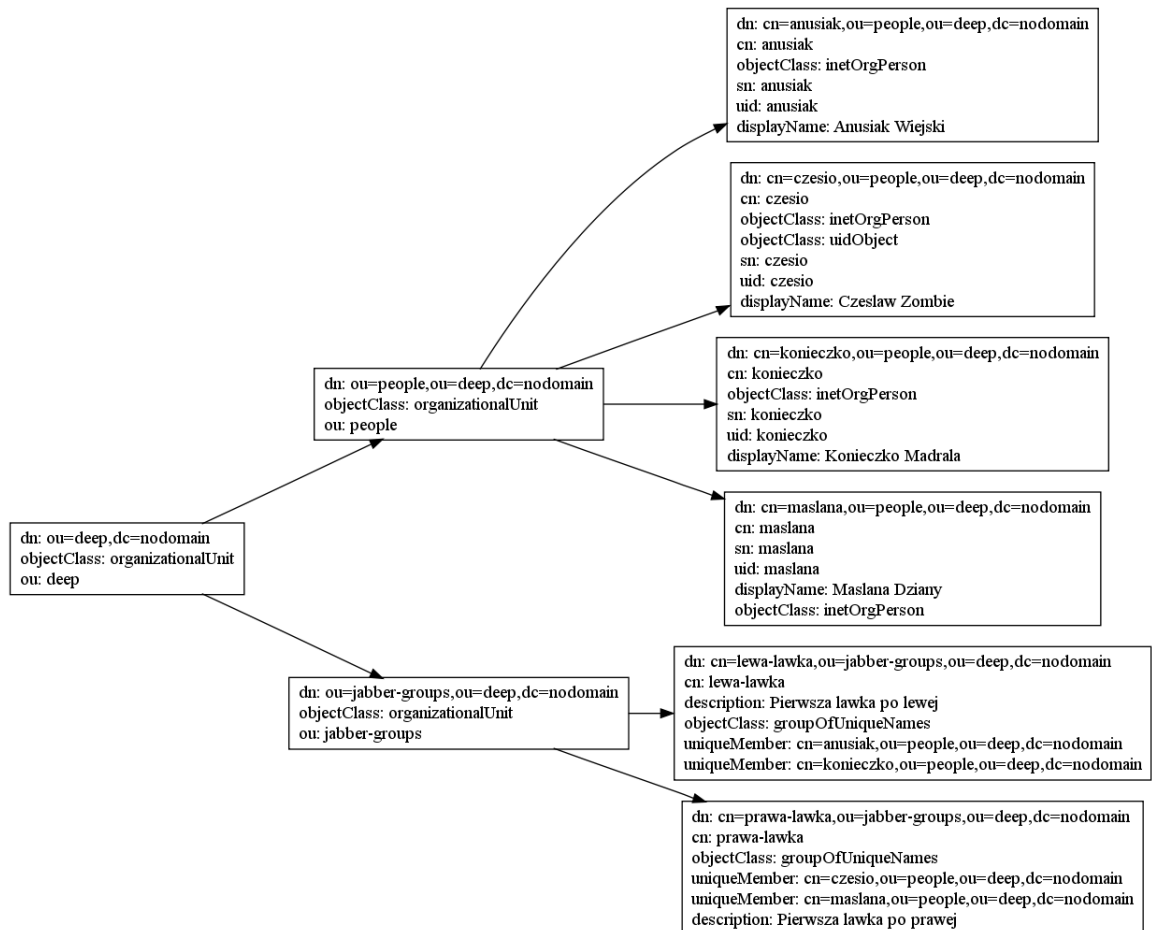 dn: cn=anusiak,ou=people,ou=deep,dc=nodomain
cn: anusiak
objectClass: inetOrgPerson
sn: anusiak
uid: anusiak
displayName: Anusiak Wiejski
dn: cn=czesio,ou=people,ou=deep,dc=nodomain
cn: czesio
objectClass: inetOrgPerson
objectClass: uidObject
sn: czesio
uid: czesio
displayName: Czeslaw Zombie
dn: ou=people,ou=deep,dc=nodomain
objectClass: organizationalUnit
ou: people
dn: cn=konieczko,ou=people,ou=deep,dc=nodomain
cn: konieczko
objectClass: inetOrgPerson
sn: konieczko
uid: konieczko
displayName: Konieczko Madrala
dn: cn=maslana,ou=people,ou=deep,dc=nodomain
cn: maslana
sn: maslana
uid: maslana
displayName: Maslana Dziany
objectClass: inetOrgPerson
dn: ou=deep,dc=nodomain
objectClass: organizationalUnit
ou: deep
dn: ou=jabber-groups,ou=deep,dc=nodomain
objectClass: organizationalUnit
ou: jabber-groups
dn: cn=lewa-lawka,ou=jabber-groups,ou=deep,dc=nodomain
cn: lewa-lawka
description: Pierwsza lawka po lewej
objectClass: groupOfUniqueNames
uniqueMember: cn=anusiak,ou=people,ou=deep,dc=nodomain
uniqueMember: cn=konieczko,ou=people,ou=deep,dc=nodomain
dn: cn=prawa-lawka,ou=jabber-groups,ou=deep,dc=nodomain
cn: prawa-lawka
objectClass: groupOfUniqueNames
uniqueMember: cn=czesio,ou=people,ou=deep,dc=nodomain
uniqueMember: cn=maslana,ou=people,ou=deep,dc=nodomain
description: Pierwsza lawka po prawej